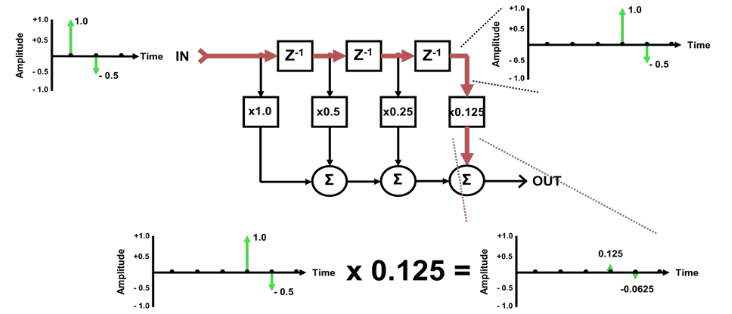 +1.0
1.0
+0.5
Amplitude
Time
- 0.5
- 0.5
- 1.0
IN
Z-1
Z-1
Z-1
+1.0
1.0
+0.5
Amplitude
Time
- 0.5
- 0.5
- 1.0
x1.0
x0.5
x0.25
x0.125
Σ
Σ
Σ
OUT
+1.0
1.0
+0.5
Amplitude
Time
- 0.5
- 0.5
- 1.0
x 0.125 =
+1.0
0.125
+0.5
Amplitude
Time
- 0.5
-0.0625
- 1.0